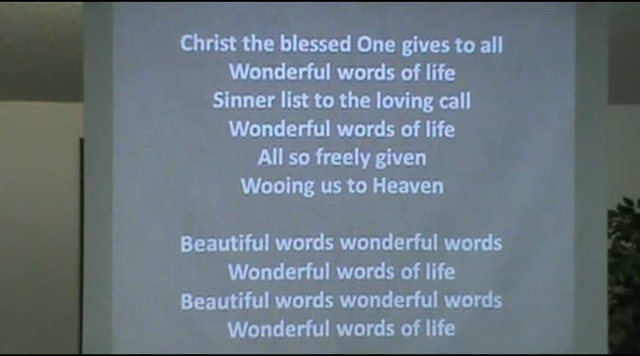 Christ the blessed One gives to all
Wonderful words of life
Sinner list to the loving call
Wonderful words of life
All so freely given
Wooing us to Heaven
Beautiful words wonderful words
Wonderful words of life
Beautiful words wonderful words
Wonderful words of life